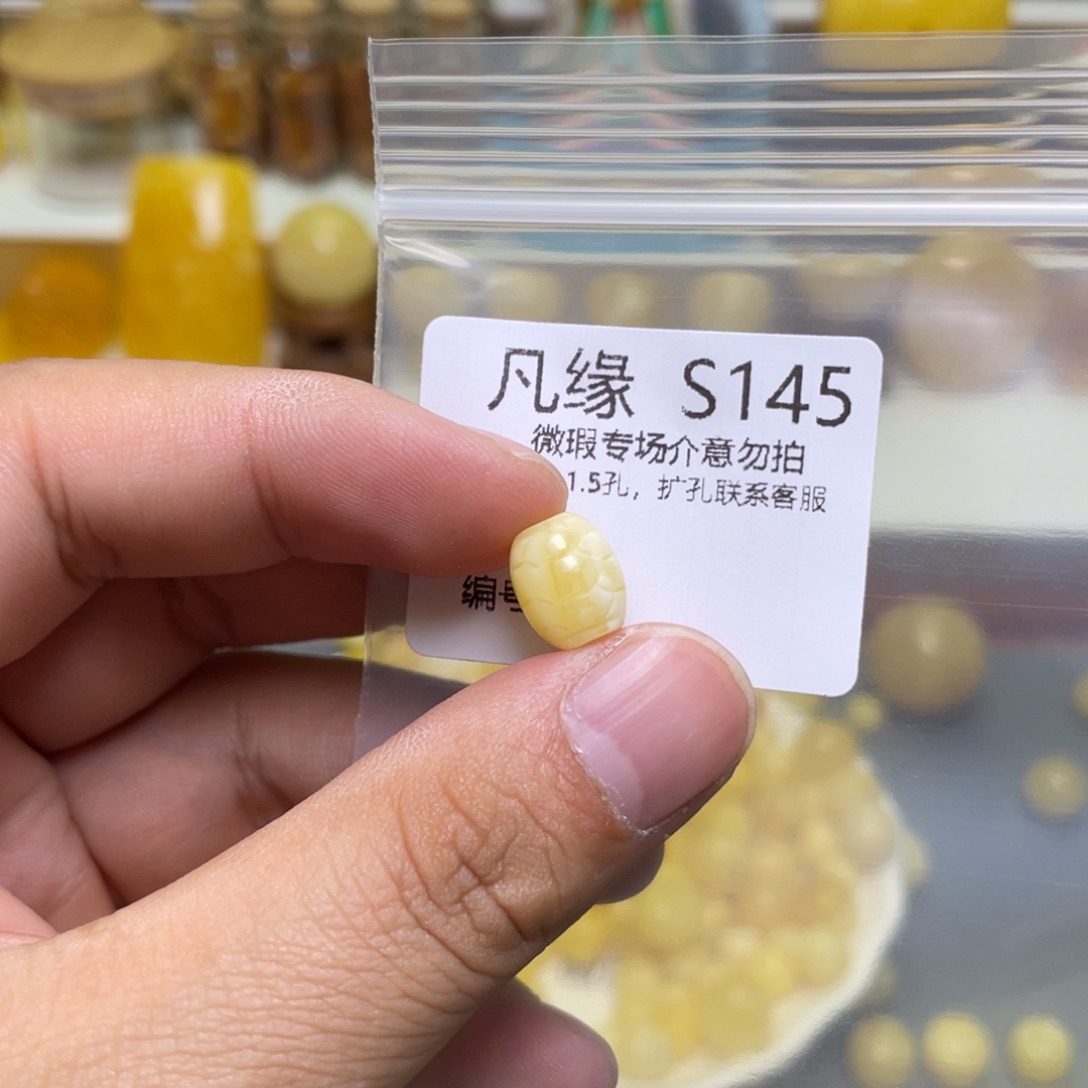 凡缘 S145
微瑕专场介意勿拍
1.5孔，扩孔联系客服
编号